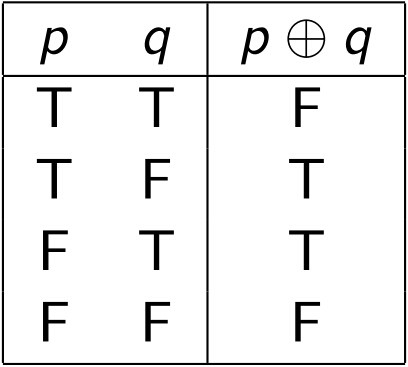 p q p ⊕ q
T T F
T F T
F T T
F F F